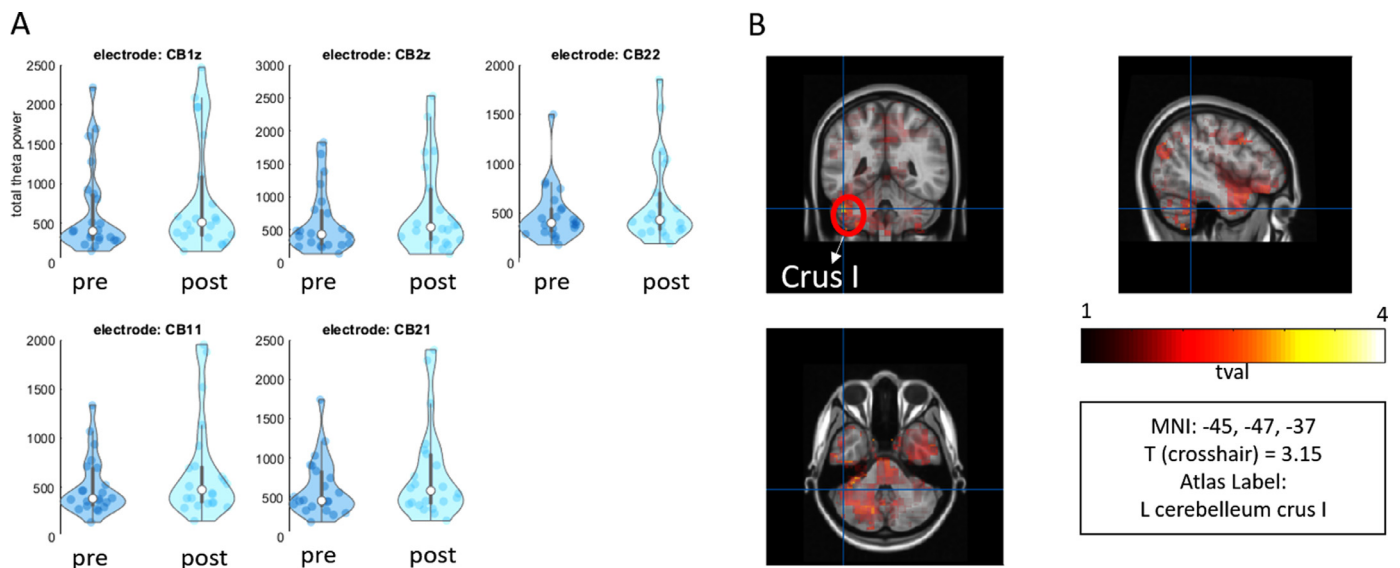 A
electrode: CB1z
electrode: CB2z
electrode: CB22
total theta power
2500
2000
1500
1000
500
0
pre
post
3000
2500
2000
1500
1000
500
0
pre
post
2000
1500
1000
500
0
pre
post
electrode: CB11
electrode: CB21
2000
1500
1000
500
0
pre
post
2500
2000
1500
1000
500
0
pre
post
B
Crus I
1
4
tval
MNI: -45, -47, -37
T (crosshair) = 3.15
Atlas Label:
L cerebelleum crus I